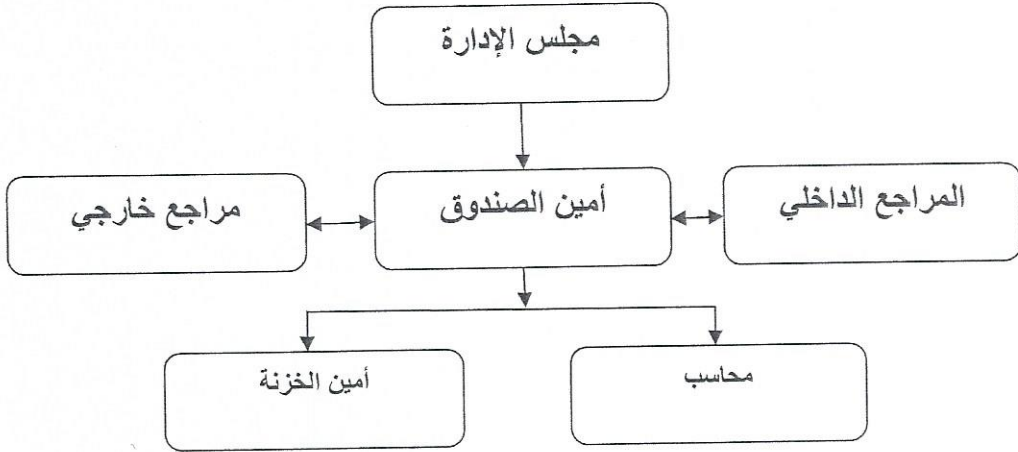 مجلس الإدارة
المراجع الداخلي
أمين الصندوق
مراجع خارجي
محاسب
أمين الخزنة